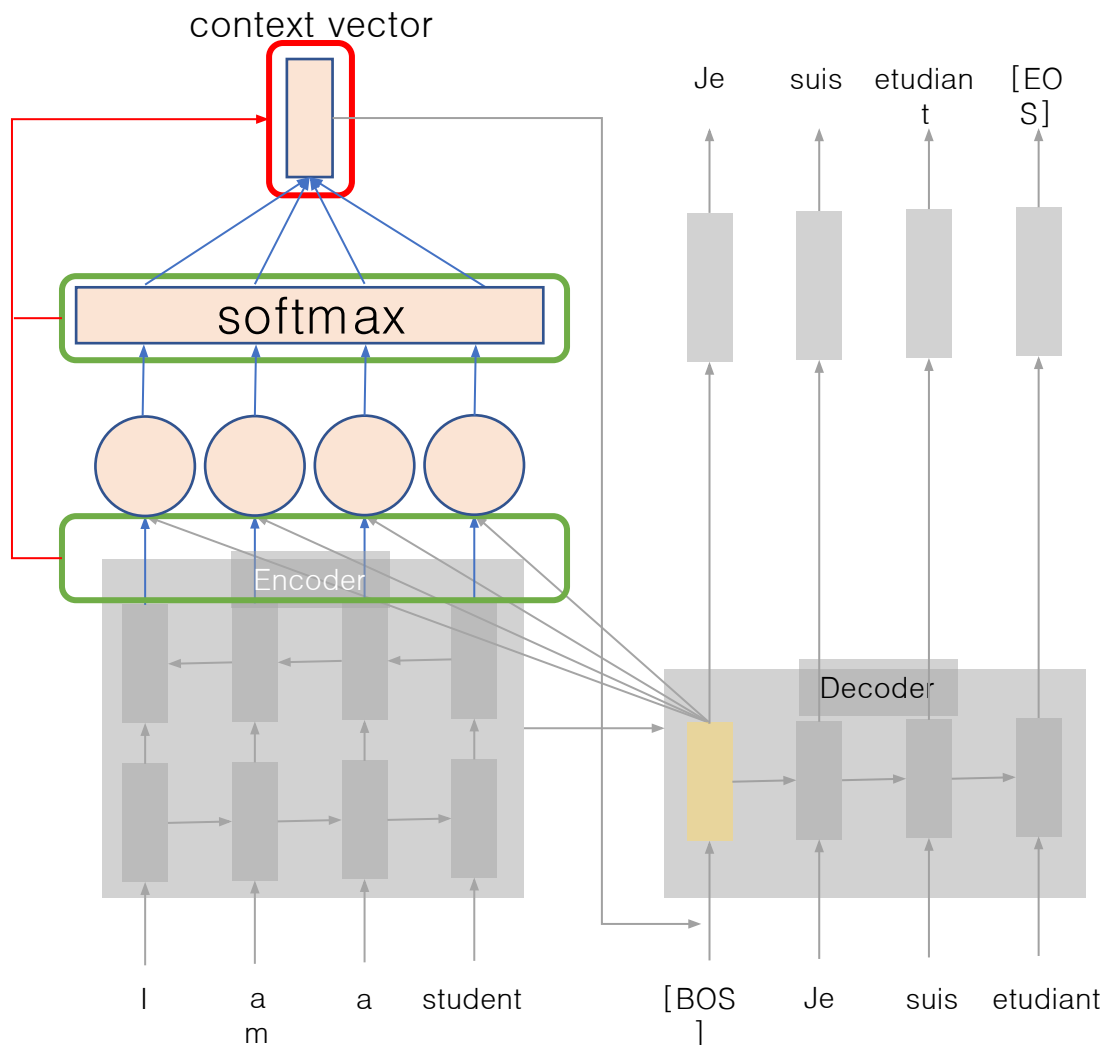 context vector
Je
suis
etudian
t
[EO
S]
softmax
Encoder
Decoder
I
a
m
a
student
[BOS
]
Je
suis
etudiant